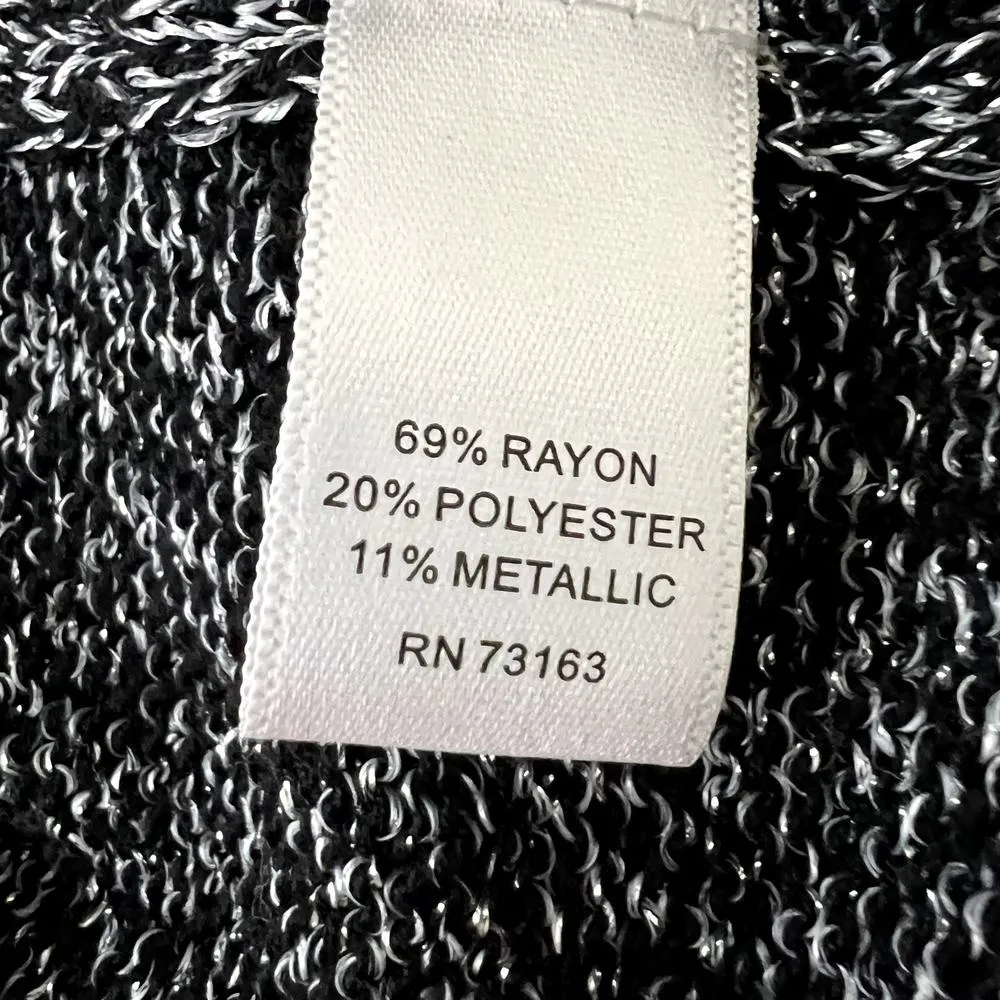 69% RAYON
20% POLYESTER
11% METALLIC
RN 73163